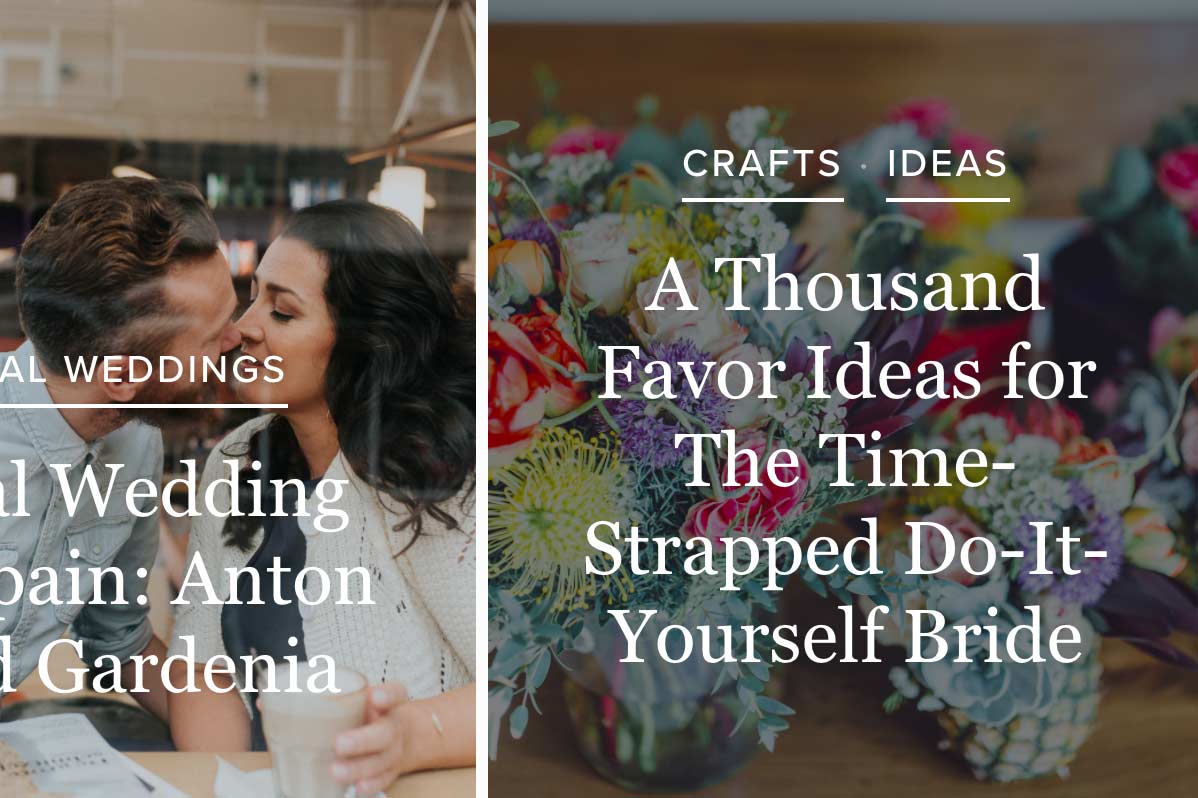 AL WEDDINGS
al Wedding
pain: Anton
d Gardenia
CRAFTS · IDEAS
A Thousand
Favor Ideas for
The Time-
Strapped Do-It-
Yourself Bride